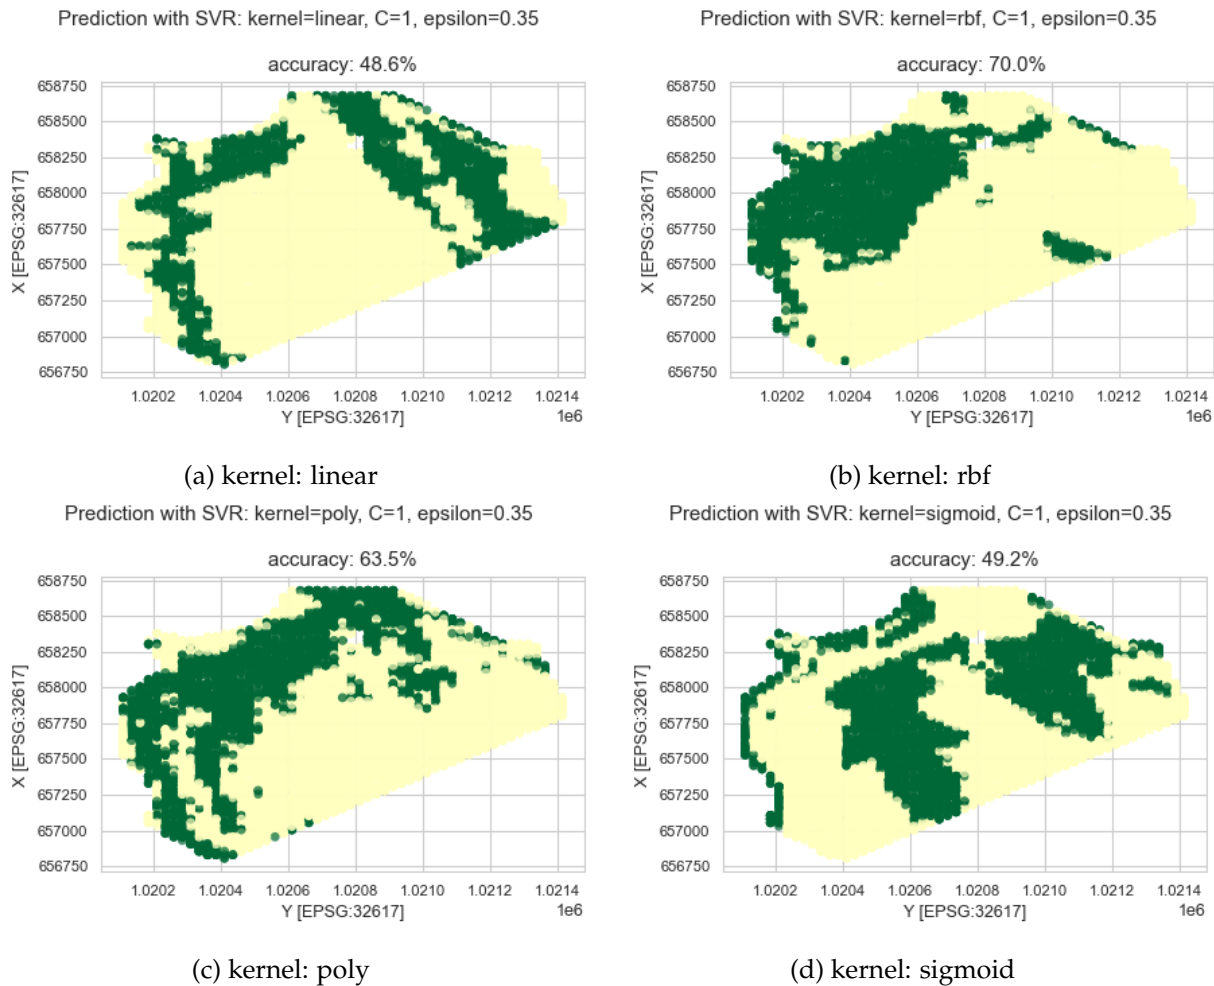 Prediction with SVR: kernel=linear, C=1, epsilon=0.35
accuracy: 48.6%
658750
658500
658250
658000
657750
657500
657250
657000
656750
X [EPSG:32617]
1.0202 1.0204 1.0206 1.0208 1.0210 1.0212 1.0214
Y [EPSG:32617]
1e6
(a) kernel: linear
Prediction with SVR: kernel=rbf, C=1, epsilon=0.35
accuracy: 70.0%
658750
658500
658250
658000
657750
657500
657250
657000
656750
X [EPSG:32617]
1.0202 1.0204 1.0206 1.0208 1.0210 1.0212 1.0214
Y [EPSG:32617]
1e6
(b) kernel: rbf
Prediction with SVR: kernel=poly, C=1, epsilon=0.35
accuracy: 63.5%
658750
658500
658250
658000
657750
657500
657250
657000
656750
X [EPSG:32617]
1.0202 1.0204 1.0206 1.0208 1.0210 1.0212 1.0214
Y [EPSG:32617]
1e6
(c) kernel: poly
Prediction with SVR: kernel=sigmoid, C=1, epsilon=0.35
accuracy: 49.2%
658750
658500
658250
658000
657750
657500
657250
657000
656750
X [EPSG:32617]
1.0202 1.0204 1.0206 1.0208 1.0210 1.0212 1.0214
Y [EPSG:32617]
1e6
(d) kernel: sigmoid